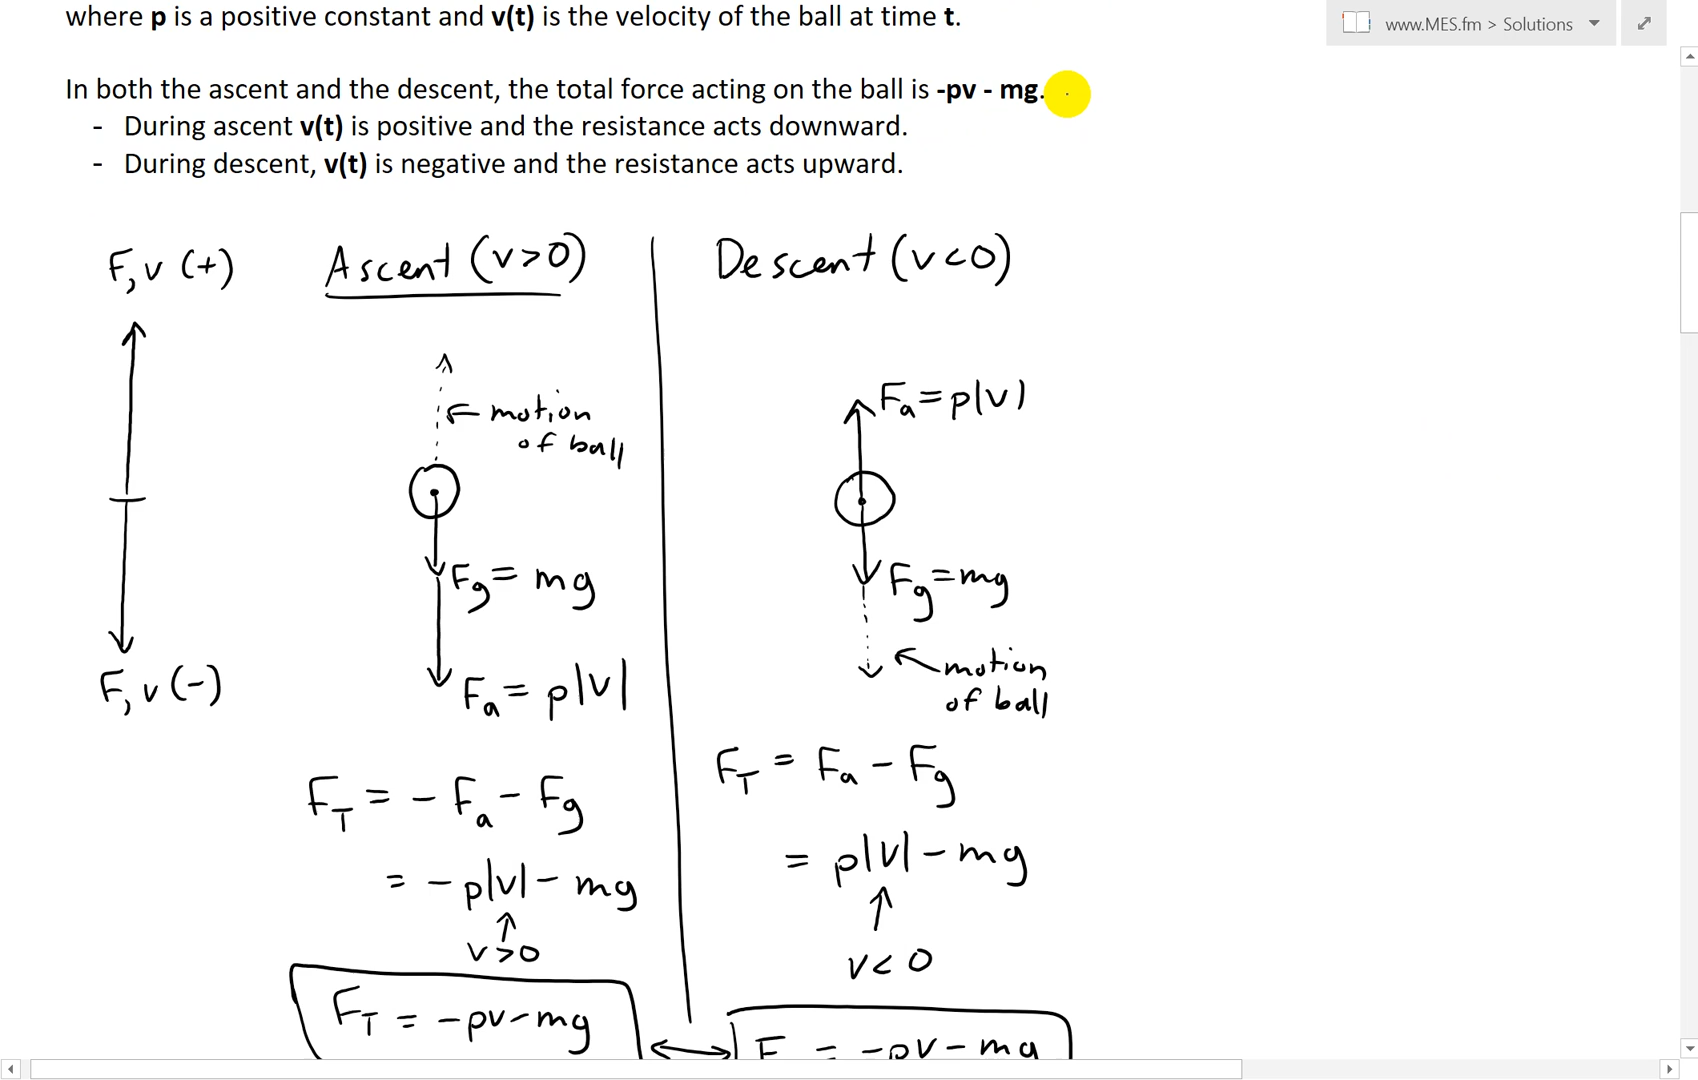 where p is a positive constant and v(t) is the velocity of the ball at time t.
www.MES.fm > Solutions
In both the ascent and the descent, the total force acting on the ball is -pv - mg.
- During ascent v(t) is positive and the resistance acts downward.
- During descent, v(t) is negative and the resistance acts upward.
F, v (+)
Ascent (v>0)
Descent (v<0)
← motion
of ball
Fa = p|v|
Fg = mg
Fg = mg
← motion
of ball
F, v (-)
Fa = p|v|
FT = Fa - Fg
FT = - Fa - Fg
= p|v| - mg
= - p|v| - mg
↑
v>0
↑
v < 0
FT = -pv - mg
↔
F = -pv - mg